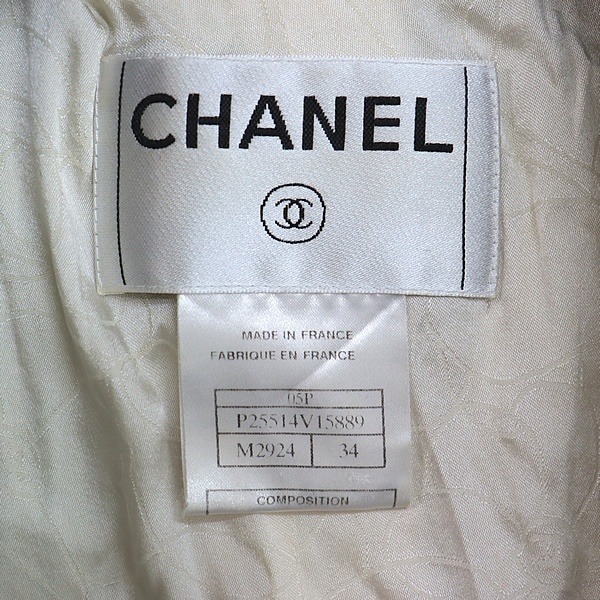 CHANEL
MADE IN FRANCE
FABRIQUE EN FRANCE
05P
P25514V15889
M2924 34
COMPOSITION